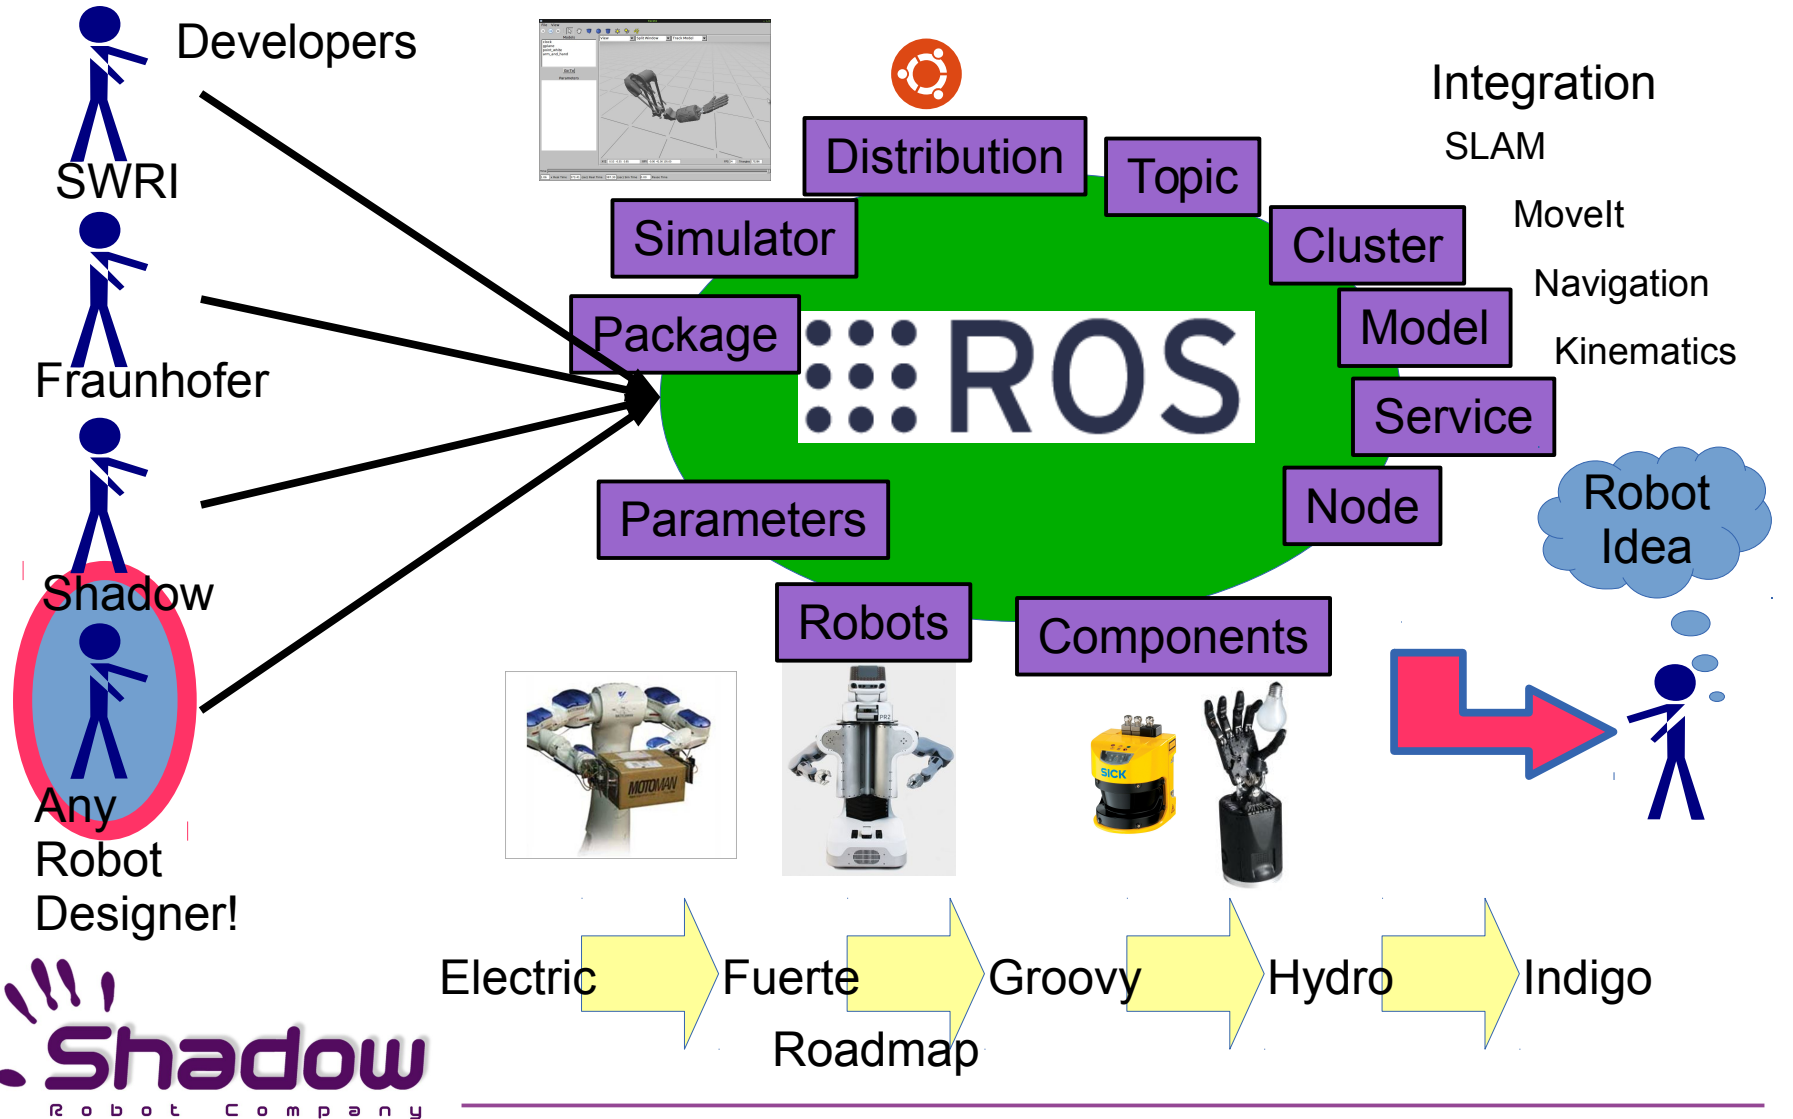 Developers
SWRI
Fraunhofer
Shadow
Any
Robot
Designer!
Distribution
Topic
Simulator
Cluster
Package
Model
Service
Parameters
Node
Robots
Components
ROS
Integration
SLAM
MoveIt
Navigation
Kinematics
Robot
Idea
MOTOMAN
PR2
SICK
Electric
Fuerte
Groovy
Hydro
Indigo
Roadmap
Shadow
Robot Company